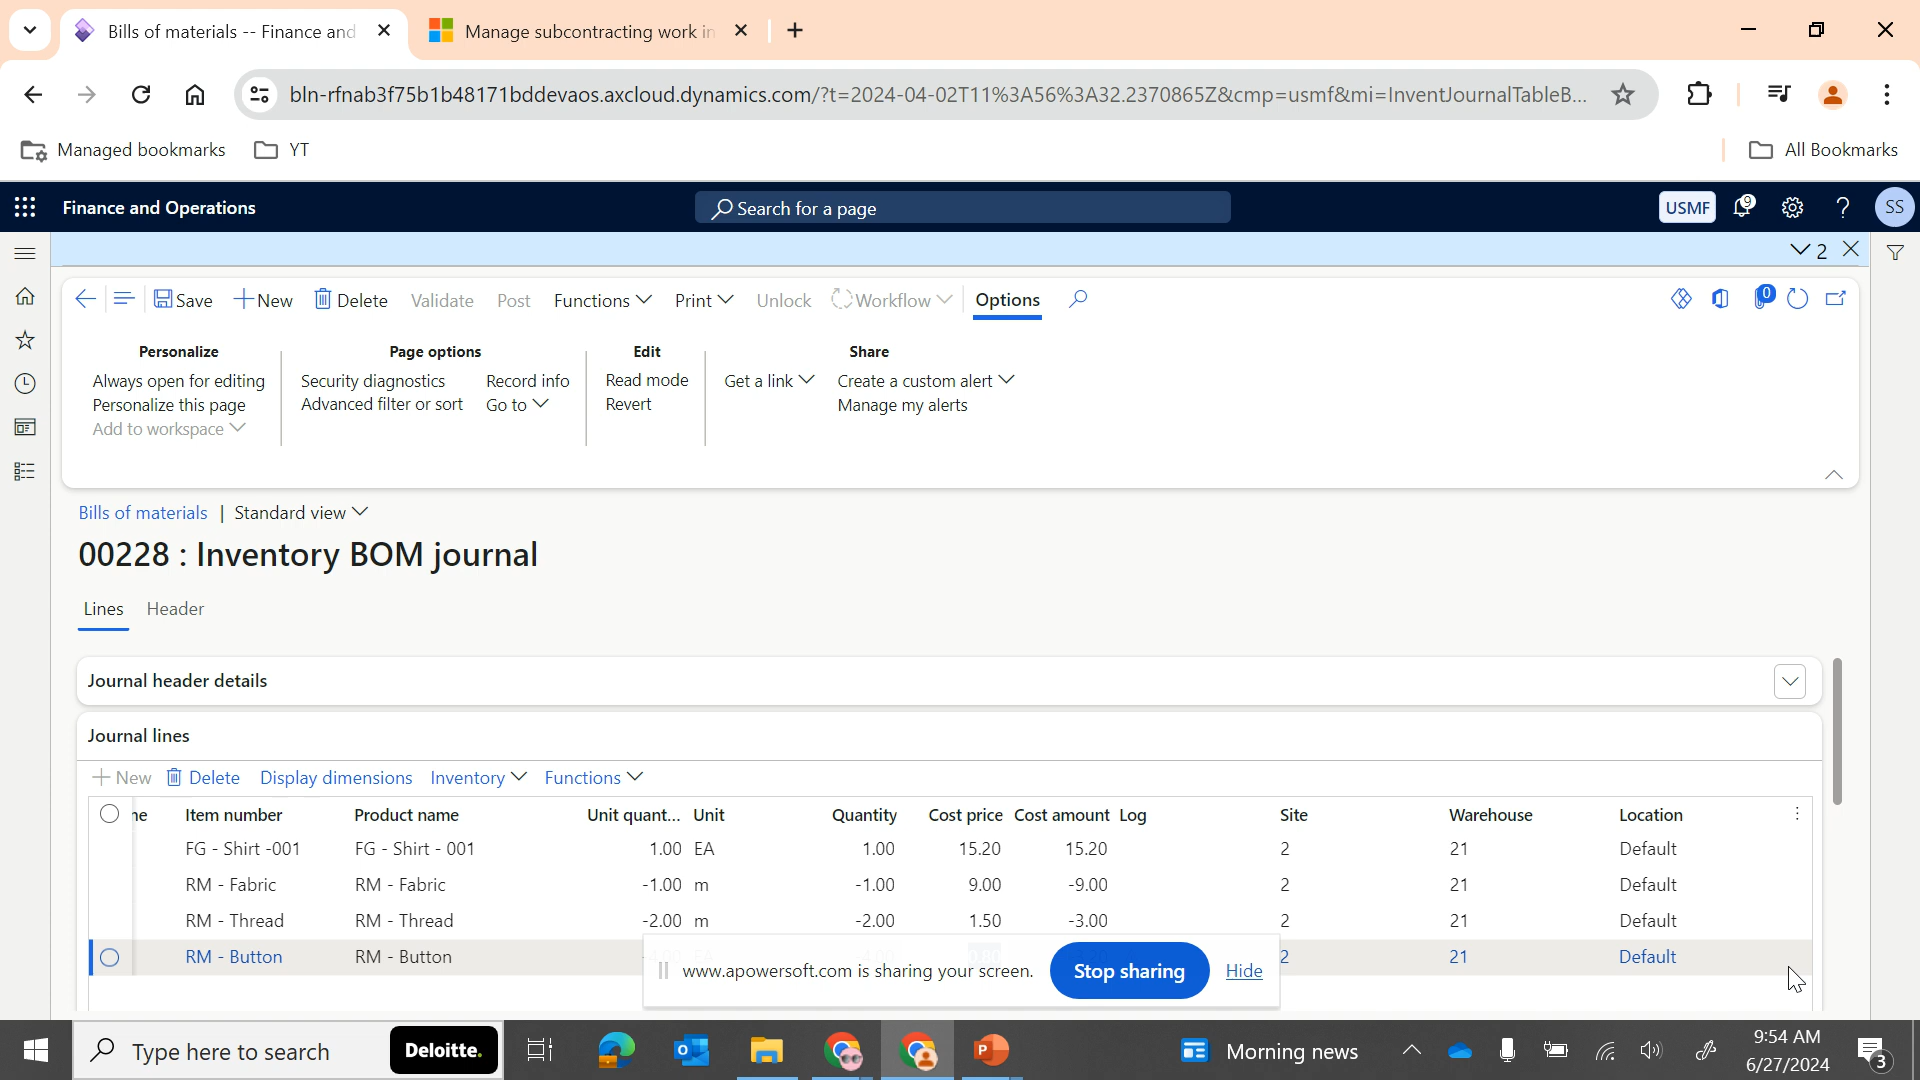 Bills of materials -- Finance and
Manage subcontracting work in
bln-rfnab3f75b1b48171bddevaos.axcloud.dynamics.com/?t=2024-04-02T11%3A56%3A32.2370865Z&cmp=usmf&mi=InventJournalTableB...
Managed bookmarks YT All Bookmarks
Finance and Operations Search for a page USMF 9 ? SS
2
Save New Delete Validate Post Functions Print Unlock Workflow Options 0
Personalize Page options Edit Share
Always open for editing Security diagnostics Record info Read mode Get a link Create a custom alert
Personalize this page Advanced filter or sort Go to Revert Manage my alerts
Add to workspace
Bills of materials | Standard view
00228 : Inventory BOM journal
Lines Header
Journal header details
Journal lines
New Delete Display dimensions Inventory Functions
ne Item number Product name Unit quant... Unit Quantity Cost price Cost amount Log Site Warehouse Location
FG - Shirt -001 FG - Shirt - 001 1.00 EA 1.00 15.20 15.20 2 21 Default
RM - Fabric RM - Fabric -1.00 m -1.00 9.00 -9.00 2 21 Default
RM - Thread RM - Thread -2.00 m -2.00 1.50 -3.00 2 21 Default
RM - Button RM - Button 2 21 Default
www.apowersoft.com is sharing your screen. Stop sharing Hide
Type here to search Deloitte. Morning news 9:54 AM
6/27/2024 3